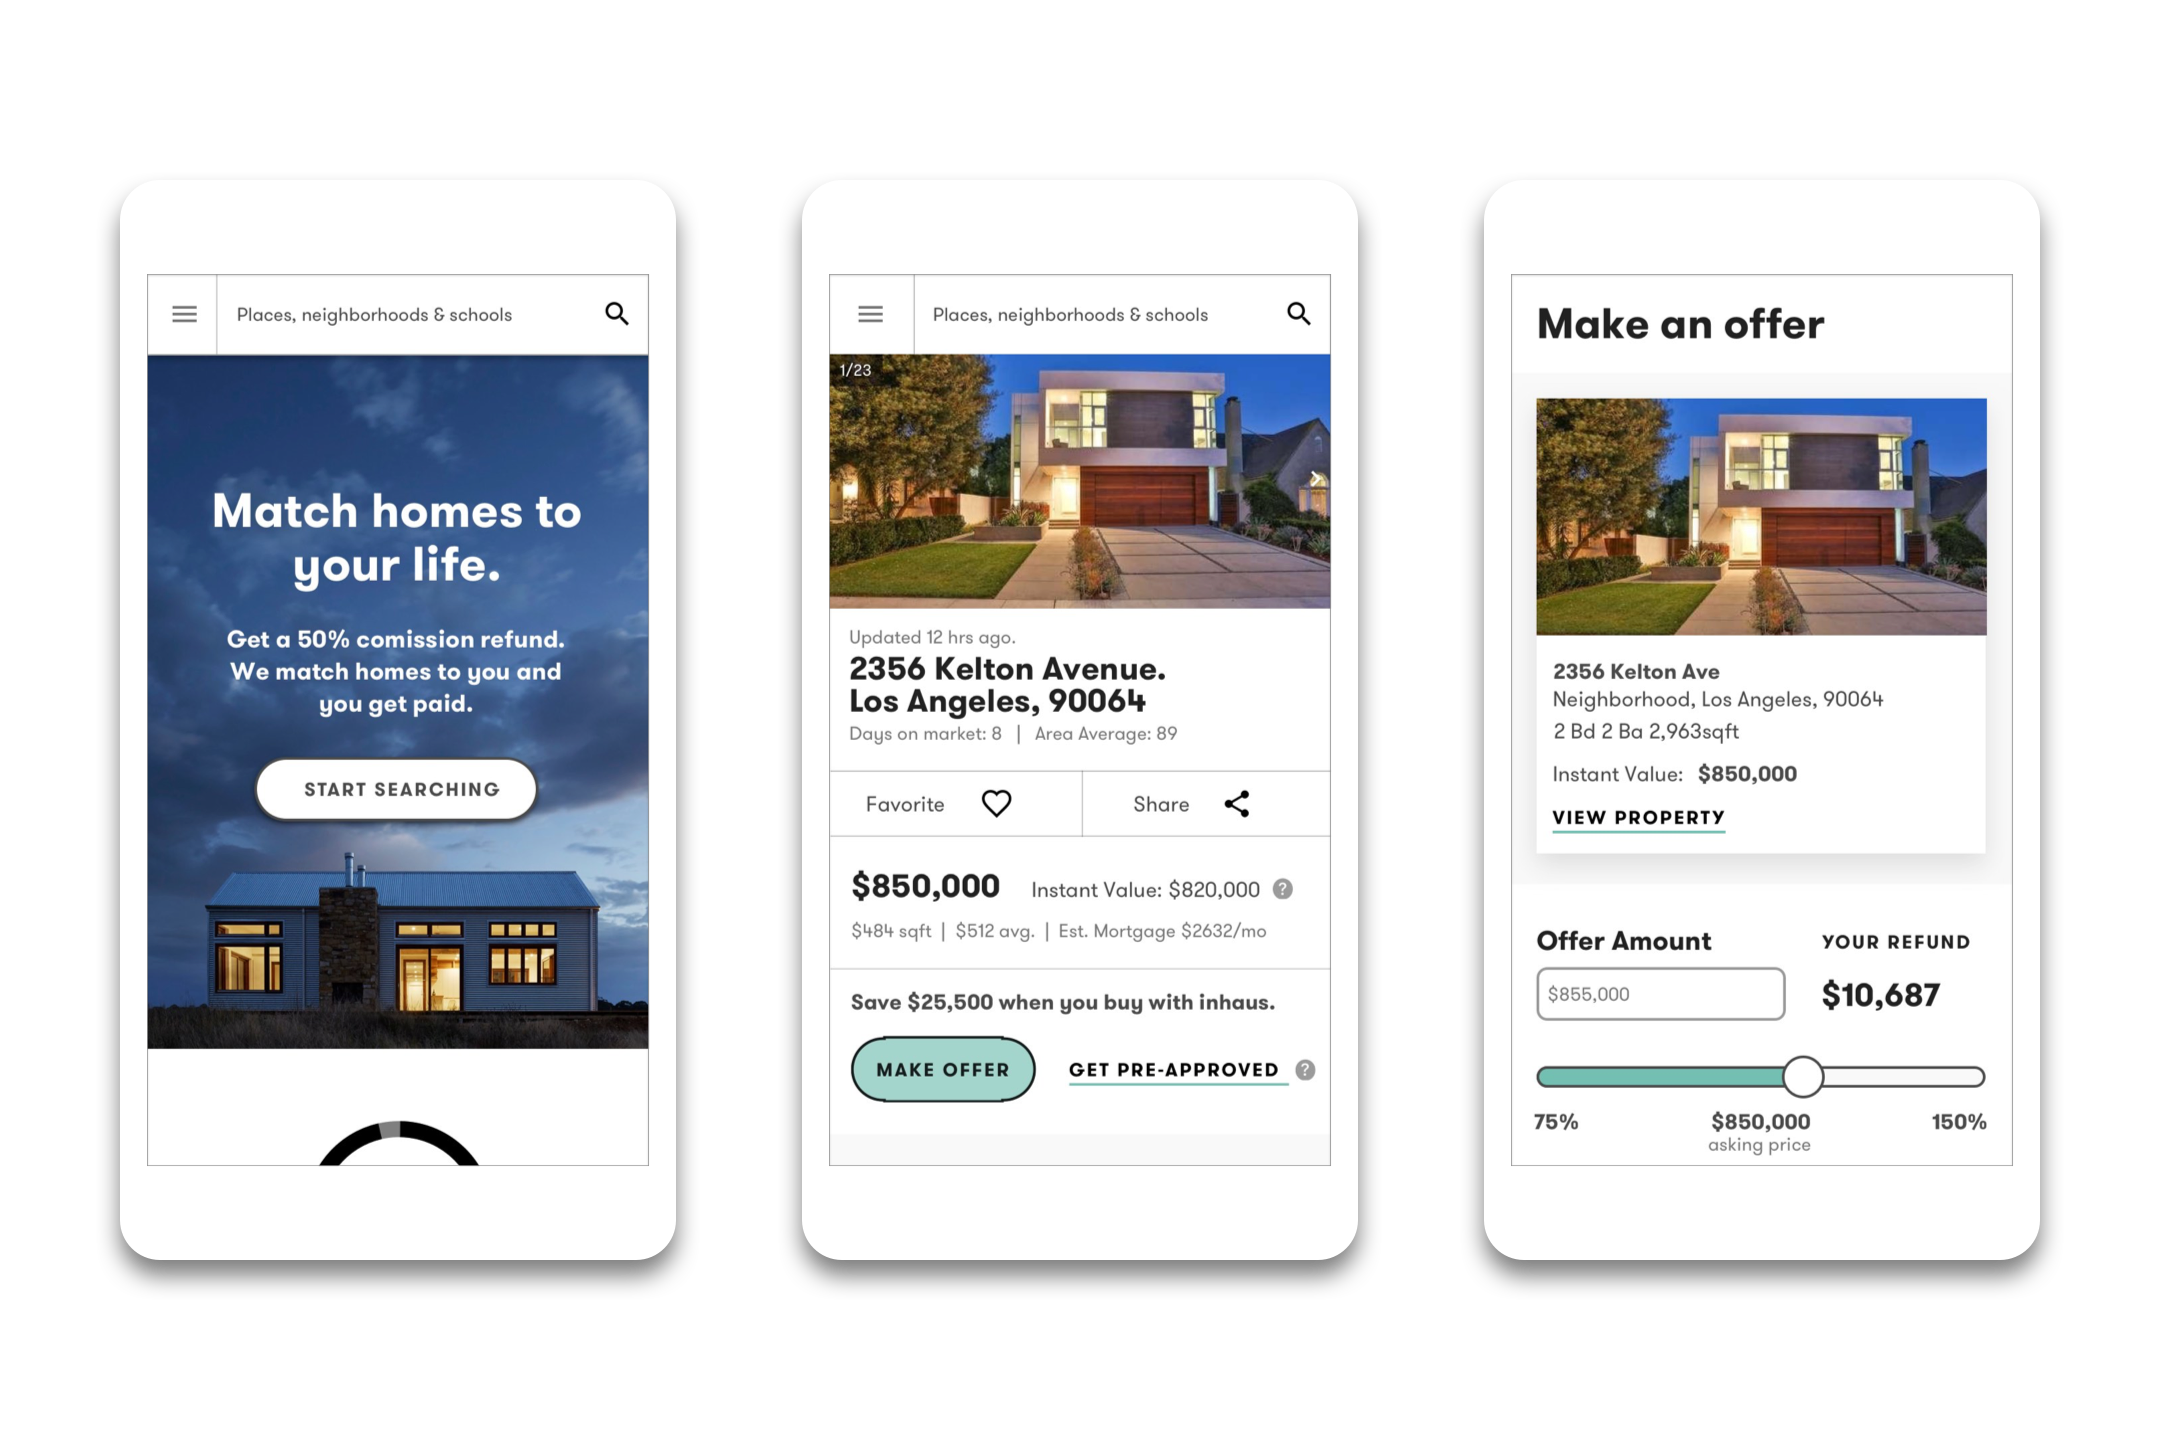 Places, neighborhoods & schools
Match homes to
your life.
Get a 50% comission refund.
We match homes to you and
you get paid.
START SEARCHING
Places, neighborhoods & schools
1/23
Updated 12 hrs ago.
2356 Kelton Avenue.
Los Angeles, 90064
Days on market: 8 | Area Average: 89
Favorite
Share
$850,000 Instant Value: $820,000 ?
$484 sqft | $512 avg. | Est. Mortgage $2632/mo
Save $25,500 when you buy with inhaus.
MAKE OFFER
GET PRE-APPROVED ?
Make an offer
2356 Kelton Ave
Neighborhood, Los Angeles, 90064
2 Bd 2 Ba 2,963sqft
Instant Value: $850,000
VIEW PROPERTY
Offer Amount
YOUR REFUND
$855,000
$10,687
75% $850,000 150%
asking price